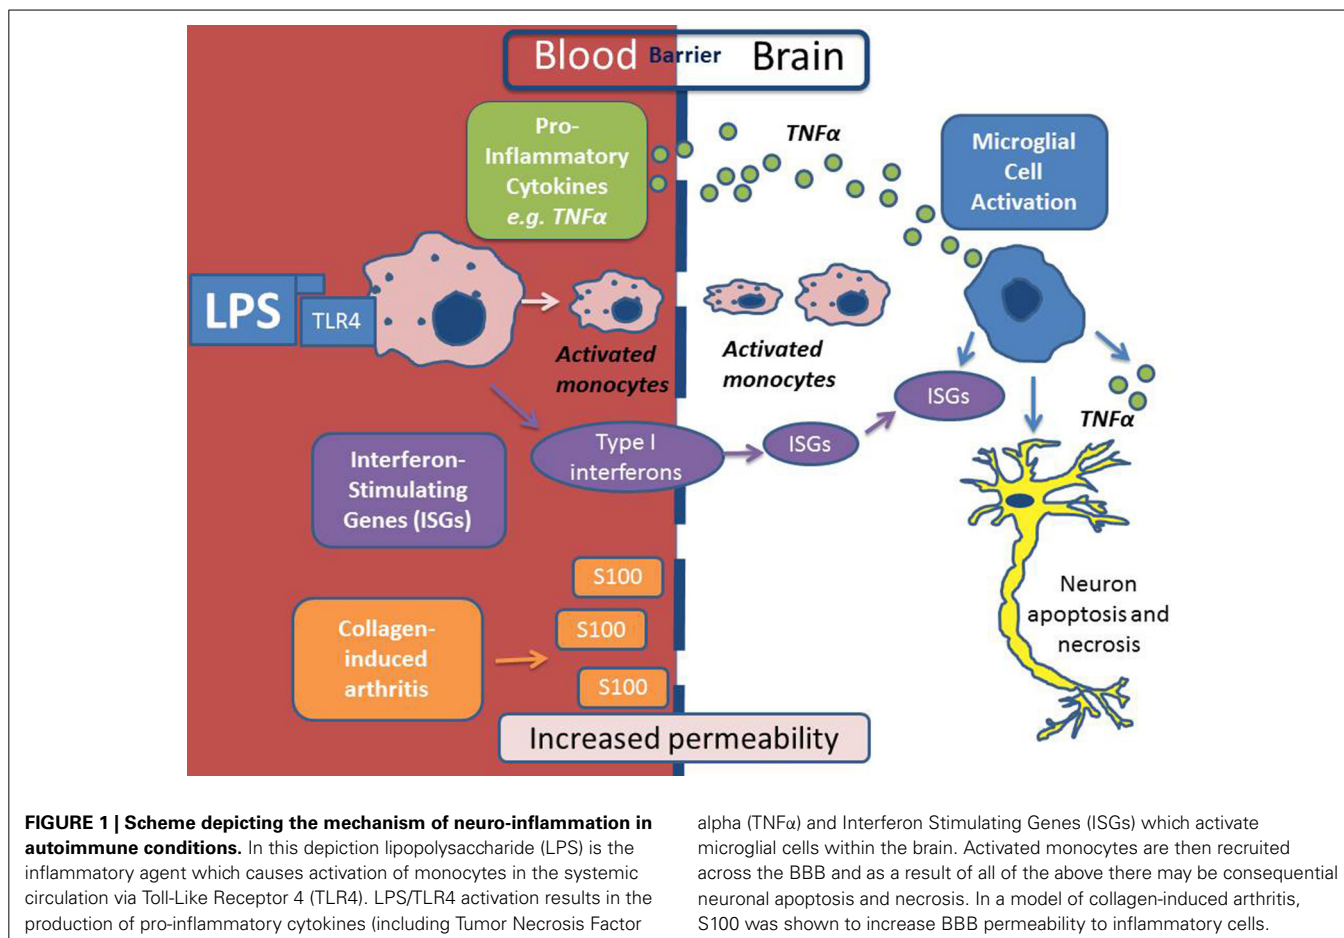 Blood Barrier Brain
Pro-
Inflammatory
Cytokines
e.g. TNFα
TNFα
Microglial
Cell
Activation
LPS
TLR4
Activated
monocytes
Activated
monocytes
ISGs
TNFα
Type I
interferons
ISGs
Interferon-
Stimulating
Genes (ISGs)
S100
S100
S100
Collagen-
induced
arthritis
Neuron
apoptosis and
necrosis
Increased permeability
FIGURE 1 | Scheme depicting the mechanism of neuro-inflammation in
autoimmune conditions. In this depiction lipopolysaccharide (LPS) is the
inflammatory agent which causes activation of monocytes in the systemic
circulation via Toll-Like Receptor 4 (TLR4). LPS/TLR4 activation results in the
production of pro-inflammatory cytokines (including Tumor Necrosis Factor
alpha (TNFα) and Interferon Stimulating Genes (ISGs) which activate
microglial cells within the brain. Activated monocytes are then recruited
across the BBB and as a result of all of the above there may be consequential
neuronal apoptosis and necrosis. In a model of collagen-induced arthritis,
S100 was shown to increase BBB permeability to inflammatory cells.